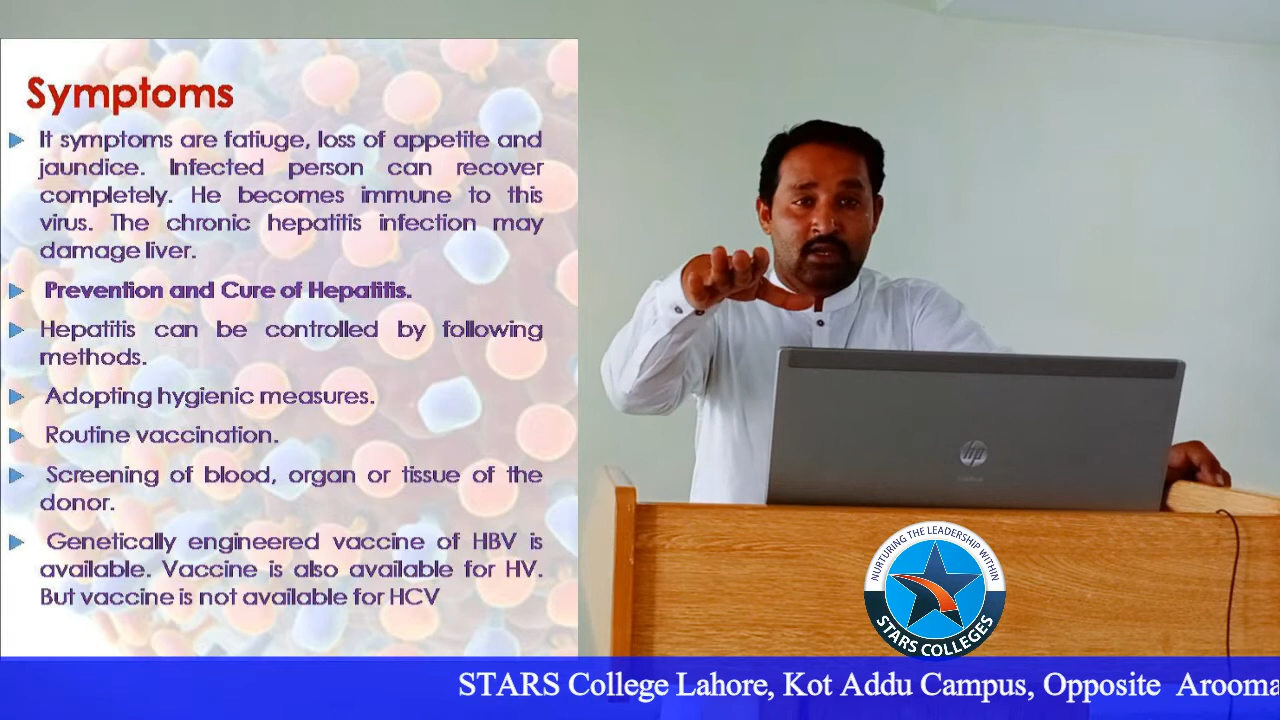 Symptoms
It symptoms are fatiuge, loss of appetite and
jaundice. Infected person can recover
completely. He becomes immune to this
virus. The chronic hepatitis infection may
damage liver.
Prevention and Cure of Hepatitis.
Hepatitis can be controlled by following
methods.
Adopting hygienic measures.
Routine vaccination.
Screening of blood, organ or tissue of the
donor.
Genetically engineered vaccine of HBV is
available. Vaccine is also available for HV.
But vaccine is not available for HCV
hp
NURTURING THE LEADERSHIP WITHIN
STARS COLLEGES
STARS College Lahore, Kot Addu Campus, Opposite Arooma